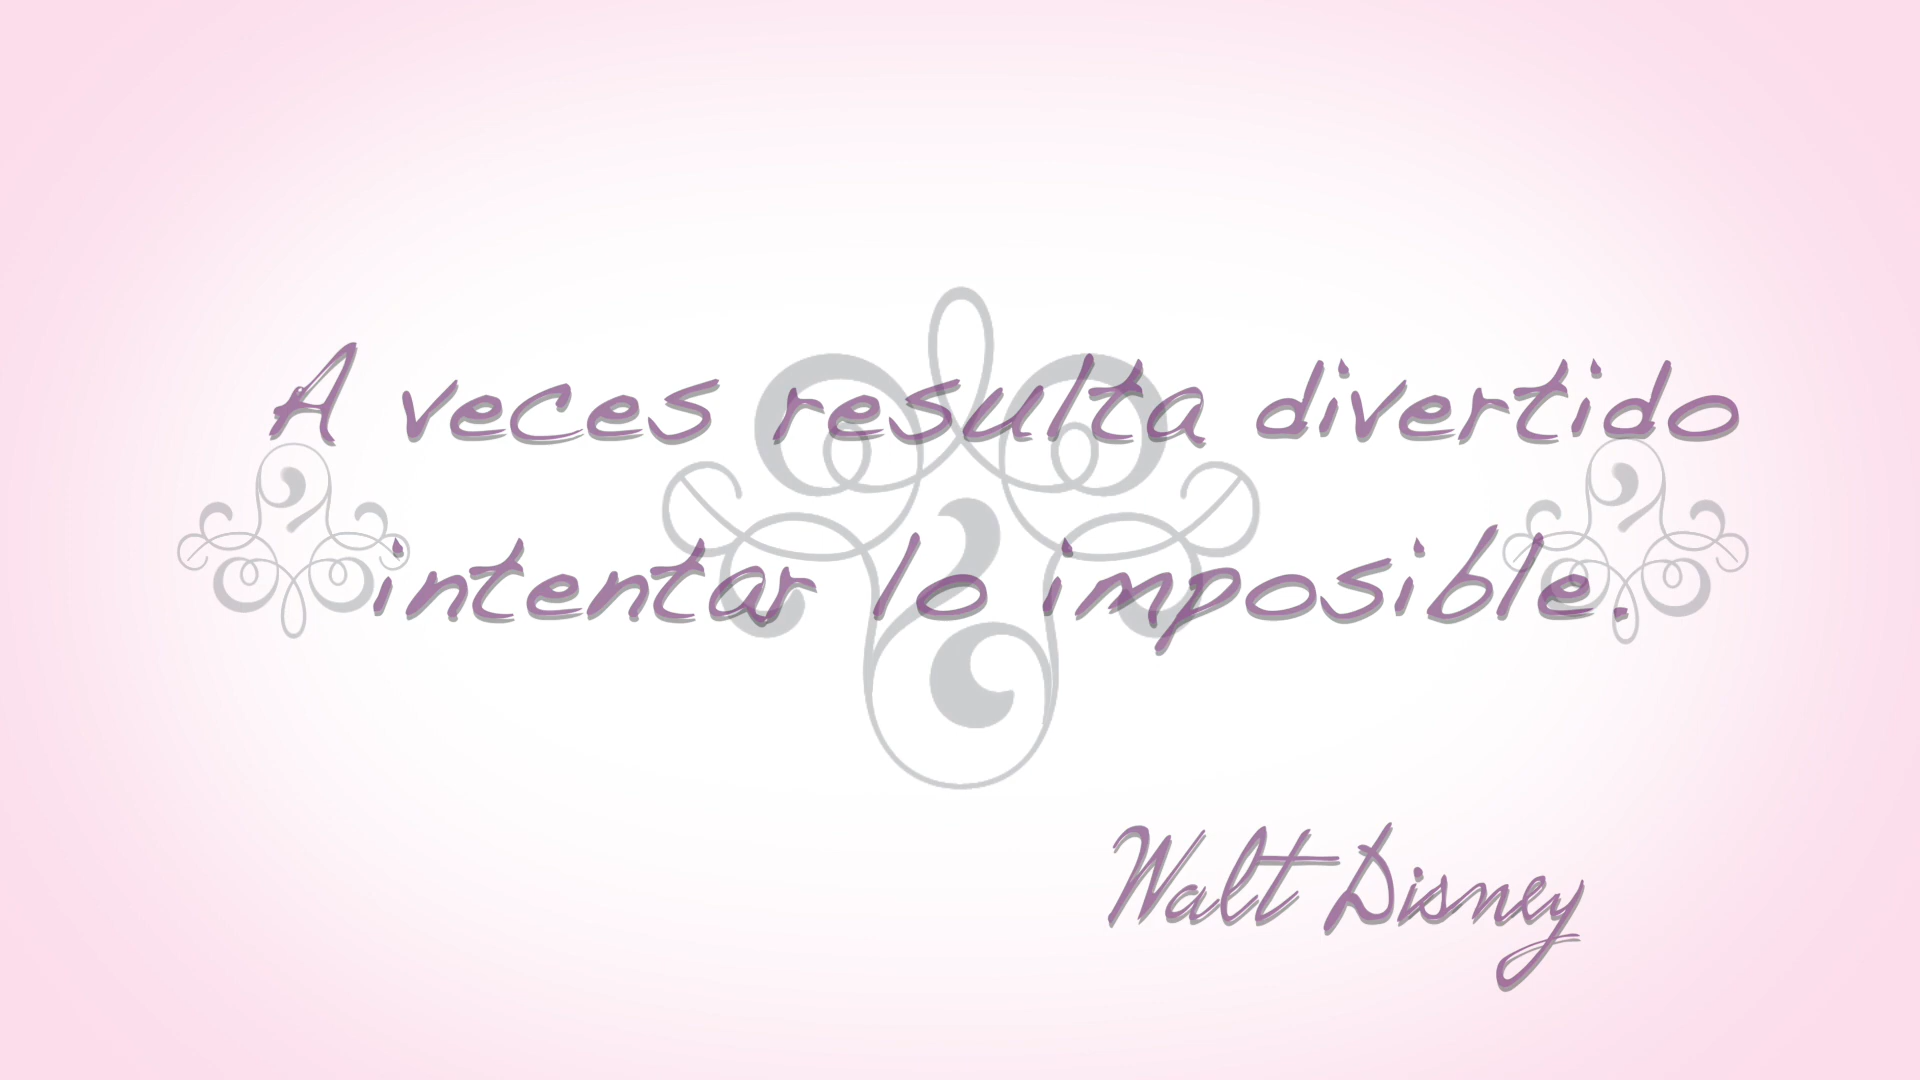 A veces resulta divertido
intentar lo imposible.
Walt Disney